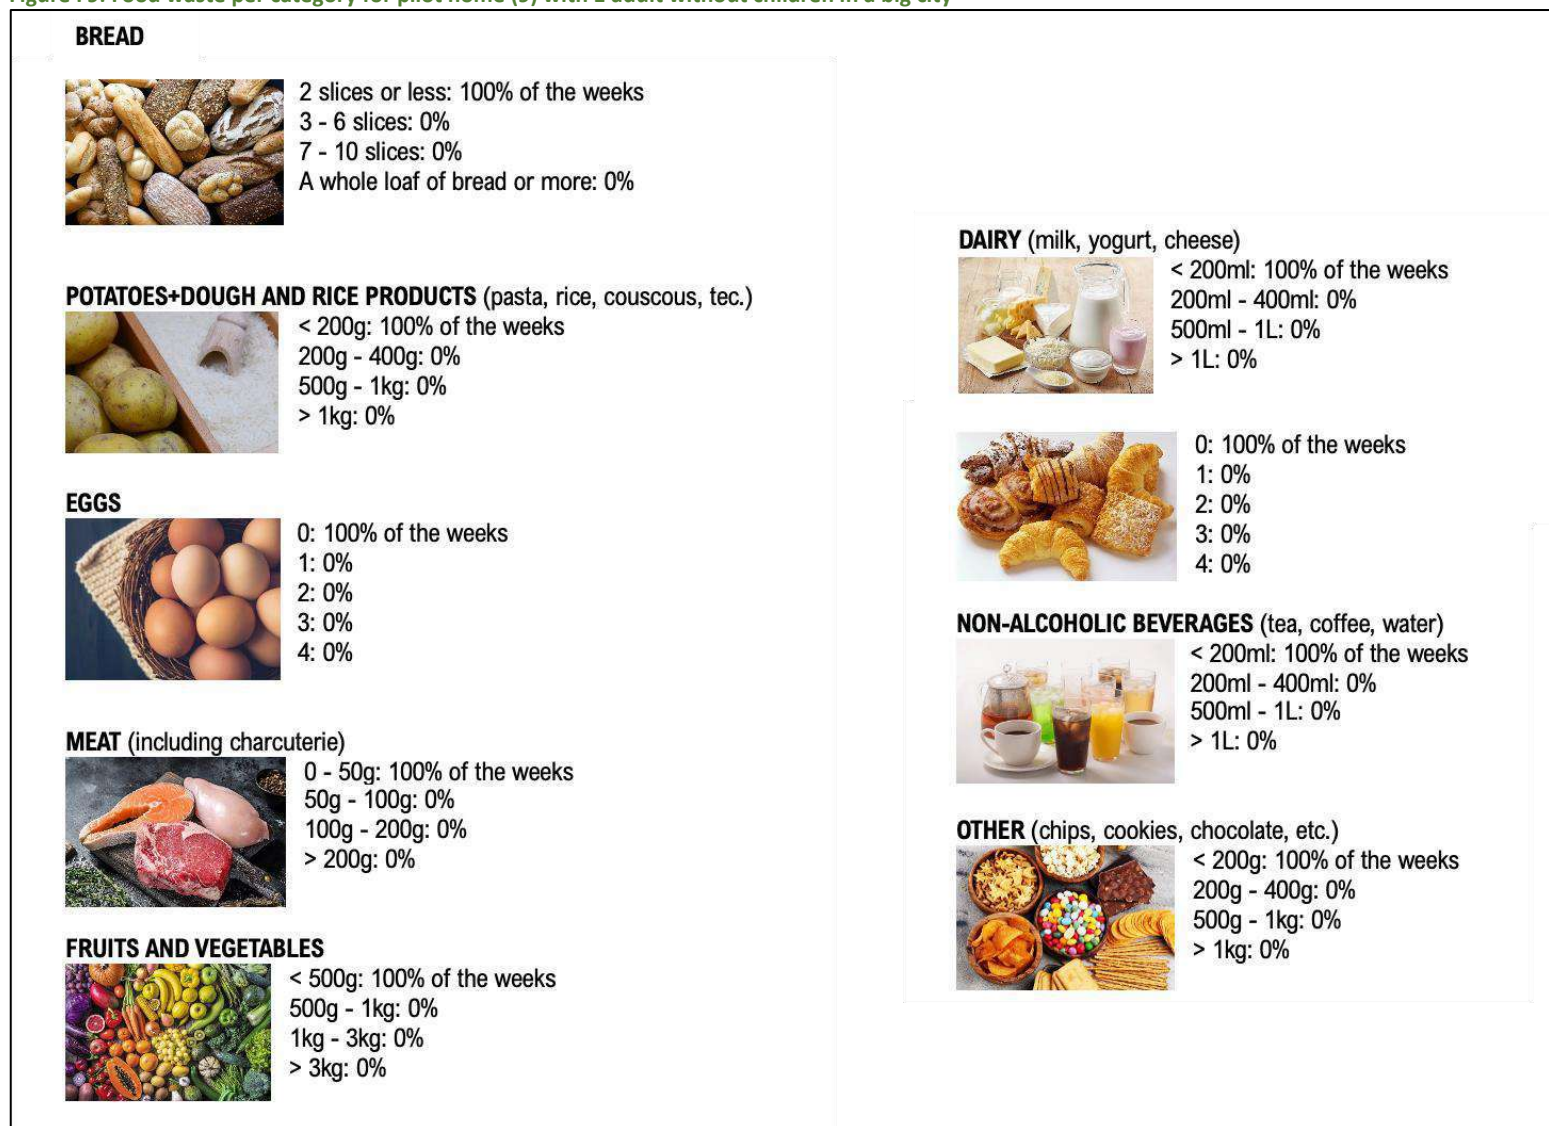 BREAD
2 slices or less: 100% of the weeks
3 - 6 slices: 0%
7 - 10 slices: 0%
A whole loaf of bread or more: 0%
POTATOES+DOUGH AND RICE PRODUCTS (pasta, rice, couscous, tec.)
< 200g: 100% of the weeks
200g - 400g: 0%
500g - 1kg: 0%
> 1kg: 0%
EGGS
0: 100% of the weeks
1: 0%
2: 0%
3: 0%
4: 0%
MEAT (including charcuterie)
0 - 50g: 100% of the weeks
50g - 100g: 0%
100g - 200g: 0%
> 200g: 0%
FRUITS AND VEGETABLES
< 500g: 100% of the weeks
500g - 1kg: 0%
1kg - 3kg: 0%
> 3kg: 0%
DAIRY (milk, yogurt, cheese)
< 200ml: 100% of the weeks
200ml - 400ml: 0%
500ml - 1L: 0%
> 1L: 0%
0: 100% of the weeks
1: 0%
2: 0%
3: 0%
4: 0%
NON-ALCOHOLIC BEVERAGES (tea, coffee, water)
< 200ml: 100% of the weeks
200ml - 400ml: 0%
500ml - 1L: 0%
> 1L: 0%
OTHER (chips, cookies, chocolate, etc.)
< 200g: 100% of the weeks
200g - 400g: 0%
500g - 1kg: 0%
> 1kg: 0%